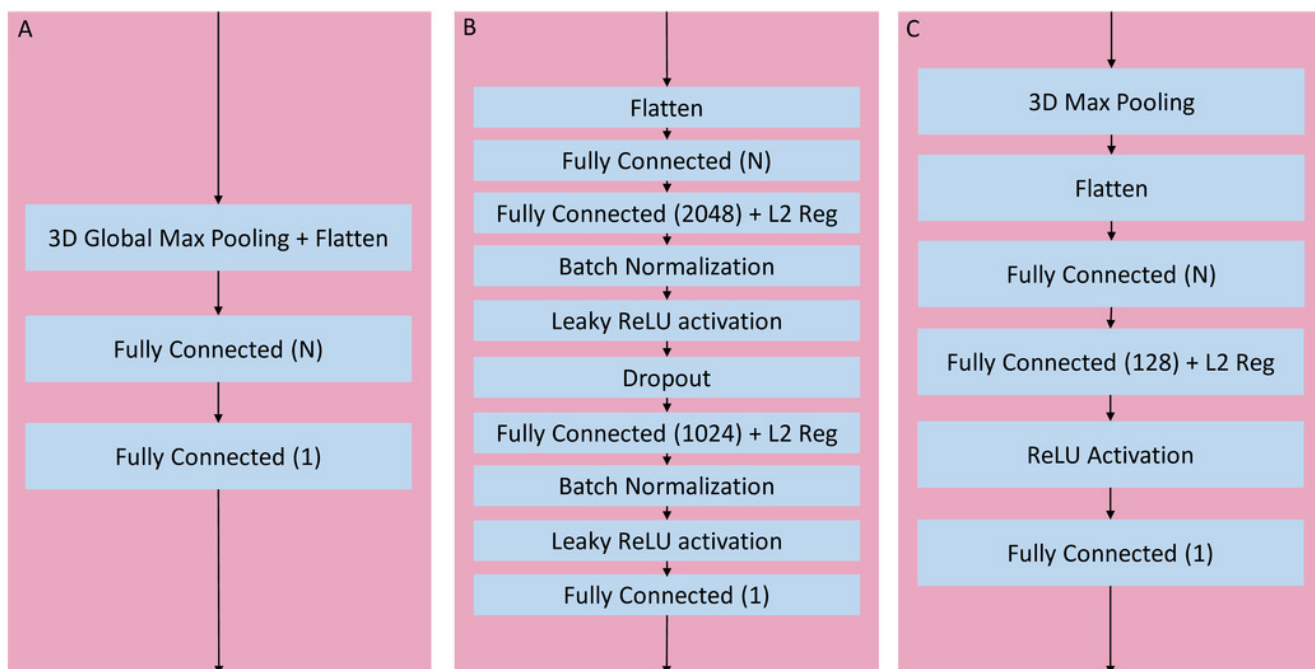 A
3D Global Max Pooling + Flatten
Fully Connected (N)
Fully Connected (1)
B
Flatten
Fully Connected (N)
Fully Connected (2048) + L2 Reg
Batch Normalization
Leaky ReLU activation
Dropout
Fully Connected (1024) + L2 Reg
Batch Normalization
Leaky ReLU activation
Fully Connected (1)
C
3D Max Pooling
Flatten
Fully Connected (N)
Fully Connected (128) + L2 Reg
ReLU Activation
Fully Connected (1)